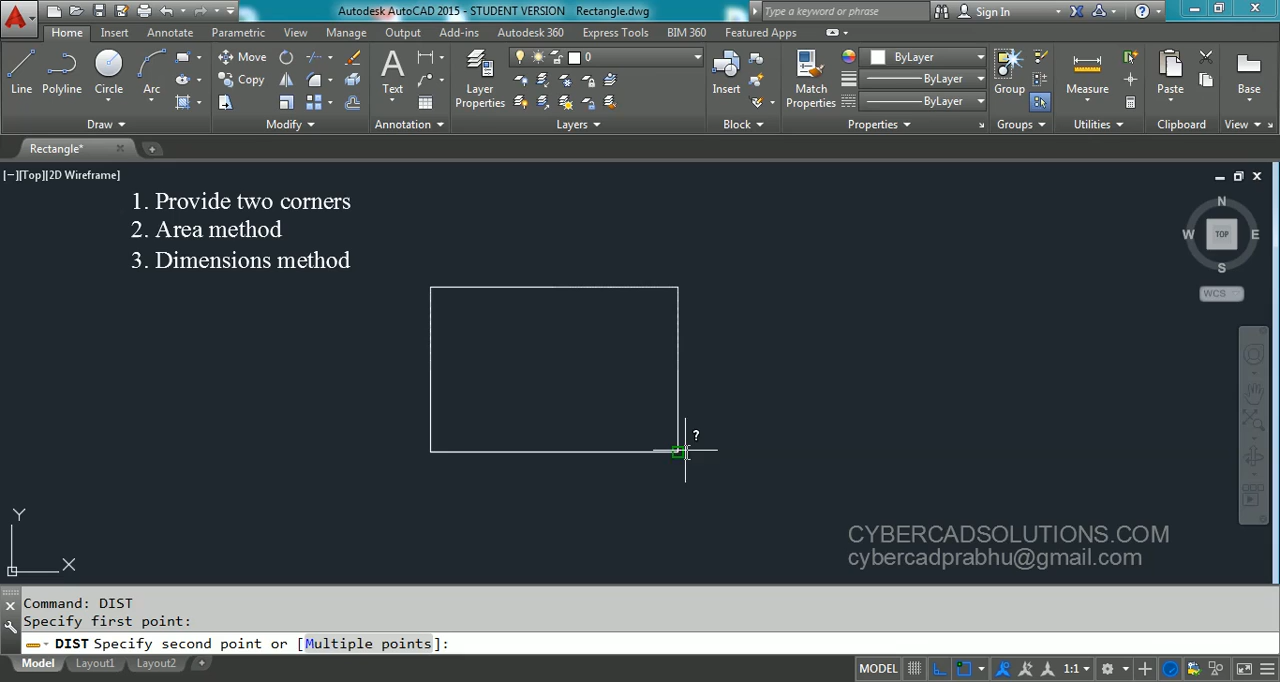 Autodesk AutoCAD 2015 - STUDENT VERSION Rectangle.dwg
Type a keyword or phrase
Sign In
Home Insert Annotate Parametric View Manage Output Add-ins Autodesk 360 Express Tools BIM 360 Featured Apps
Line Polyline Circle Arc
Move
Copy
Text
Layer
Properties
0
Insert
Match
Properties
ByLayer
ByLayer
ByLayer
Group
Measure
Paste
Base
Draw Modify Annotation Layers Block Properties Groups Utilities Clipboard View
Rectangle*
[−][Top][2D Wireframe]
1. Provide two corners
2. Area method
3. Dimensions method
N
W TOP E
S
WCS
?
Y
X
CYBERCADSOLUTIONS.COM
cybercadprabhu@gmail.com
Command: DIST
Specify first point:
DIST Specify second point or [Multiple points]:
Model Layout1 Layout2 +
MODEL 1:1